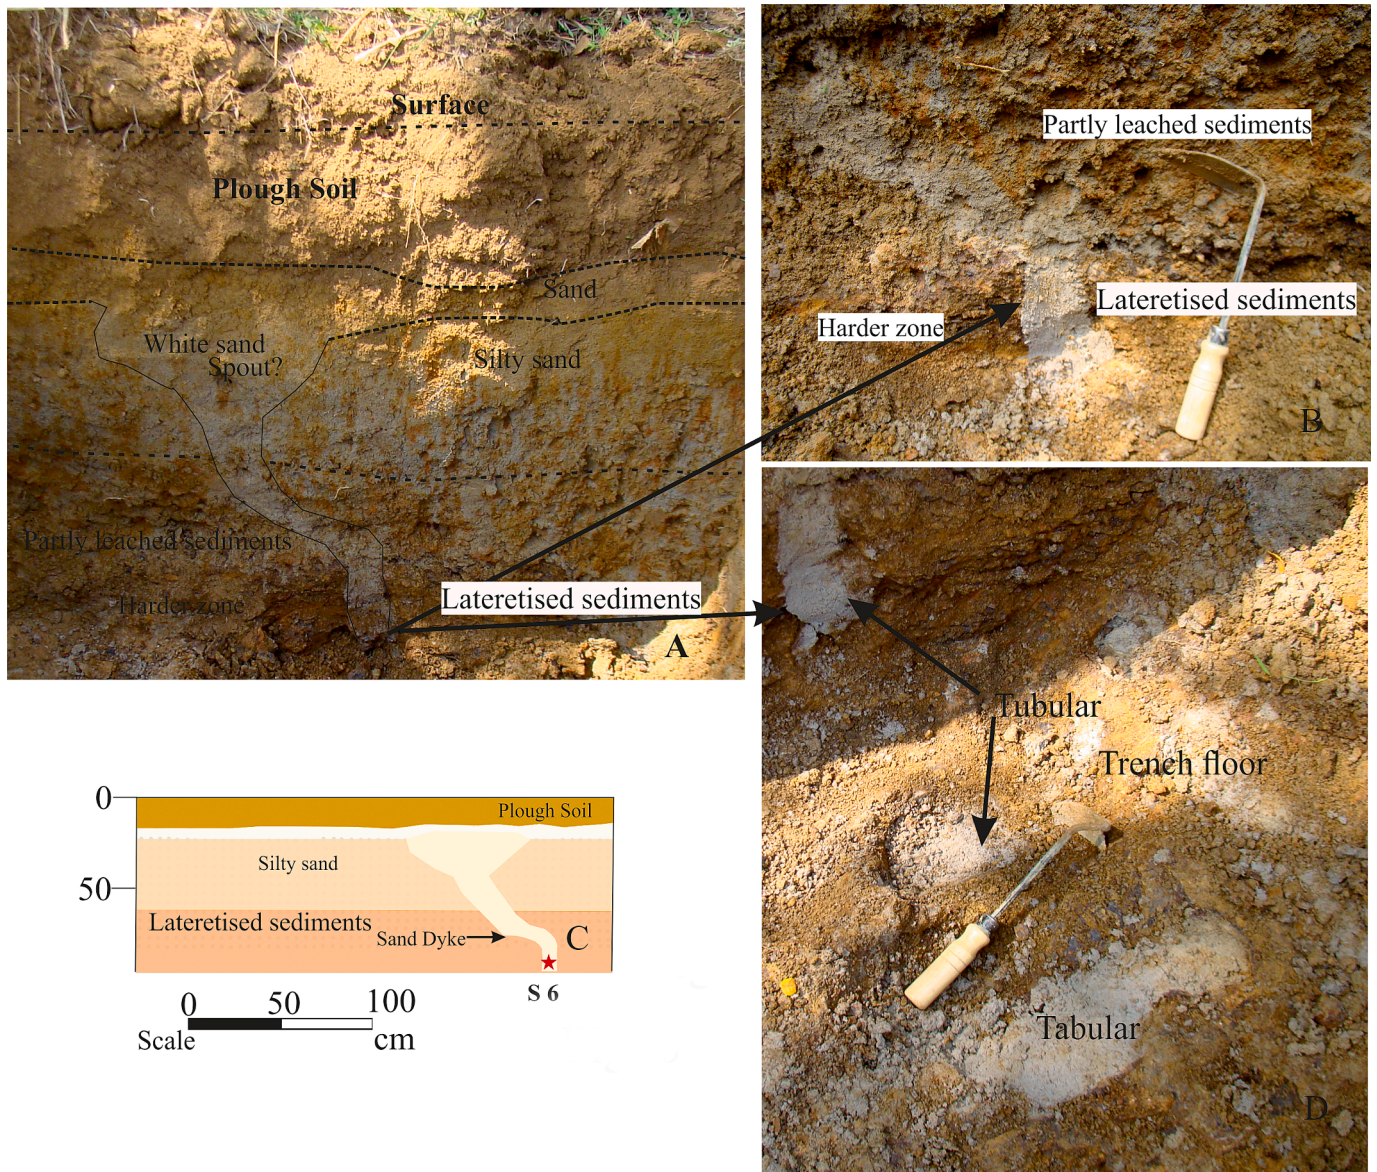 Surface
Plough Soil
Sand
White sand
Spout?
Silty sand
Partly leached sediments
Harder zone
Lateretised sediments
A
Partly leached sediments
Lateretised sediments
Harder zone
B
Tubular
Trench floor
Tabular
D
0
50
Plough Soil
Silty sand
Lateretised sediments
Sand Dyke
C
S 6
0 50 100
Scale cm